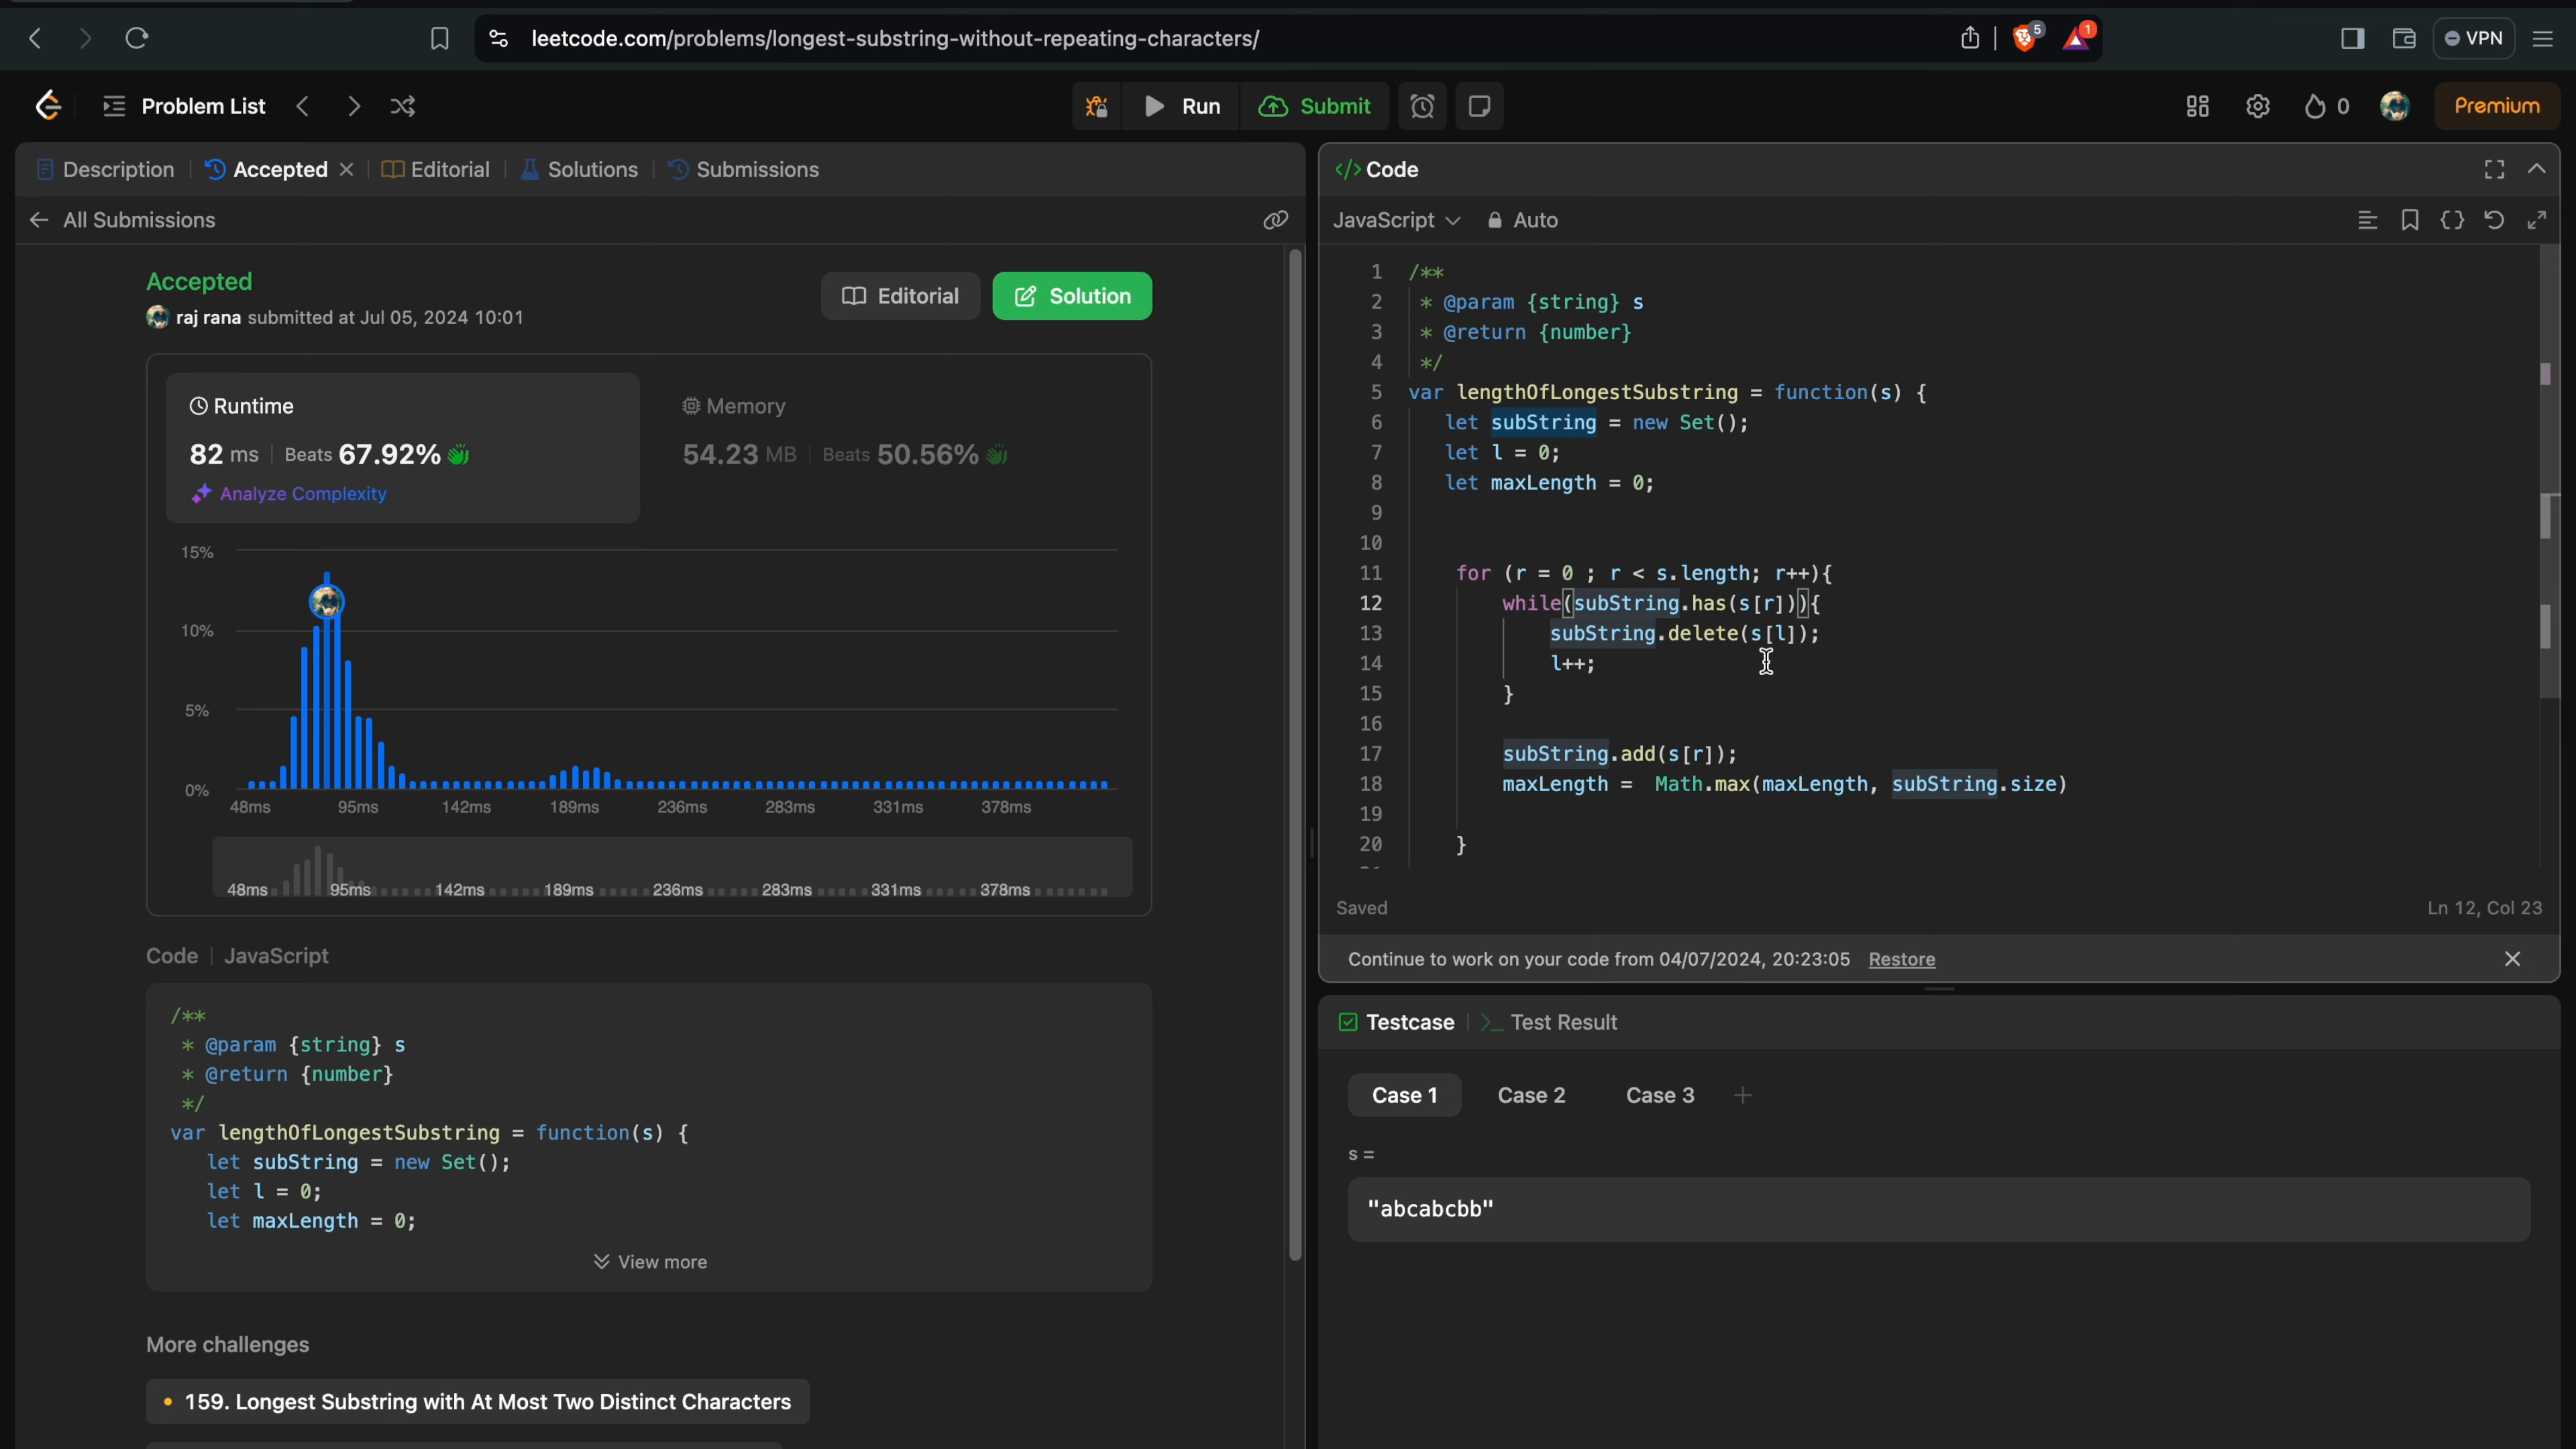 leetcode.com/problems/longest-substring-without-repeating-characters/
5
1
VPN
Problem List
Run
Submit
0
Premium
Description
Accepted
Editorial
Solutions
Submissions
All Submissions
Accepted
raj rana submitted at Jul 05, 2024 10:01
Editorial
Solution
Runtime
82 ms | Beats 67.92%
Analyze Complexity
Memory
54.23 MB | Beats 50.56%
15%
10%
5%
0%
48ms 95ms 142ms 189ms 236ms 283ms 331ms 378ms
48ms 95ms 142ms 189ms 236ms 283ms 331ms 378ms
Code | JavaScript
/**
* @param {string} s
* @return {number}
*/
var lengthOfLongestSubstring = function(s) {
let subString = new Set();
let l = 0;
let maxLength = 0;
View more
More challenges
159. Longest Substring with At Most Two Distinct Characters
</> Code
JavaScript
Auto
1 /**
2 * @param {string} s
3 * @return {number}
4 */
5 var lengthOfLongestSubstring = function(s) {
6 let subString = new Set();
7 let l = 0;
8 let maxLength = 0;
9
10
11 for (r = 0 ; r < s.length; r++){
12 while(subString.has(s[r])){
13 subString.delete(s[l]);
14 l++;
15 }
16
17 subString.add(s[r]);
18 maxLength = Math.max(maxLength, subString.size)
19
20 }
Saved
Ln 12, Col 23
Continue to work on your code from 04/07/2024, 20:23:05 Restore
Testcase
Test Result
Case 1
Case 2
Case 3
s =
"abcabcbb"